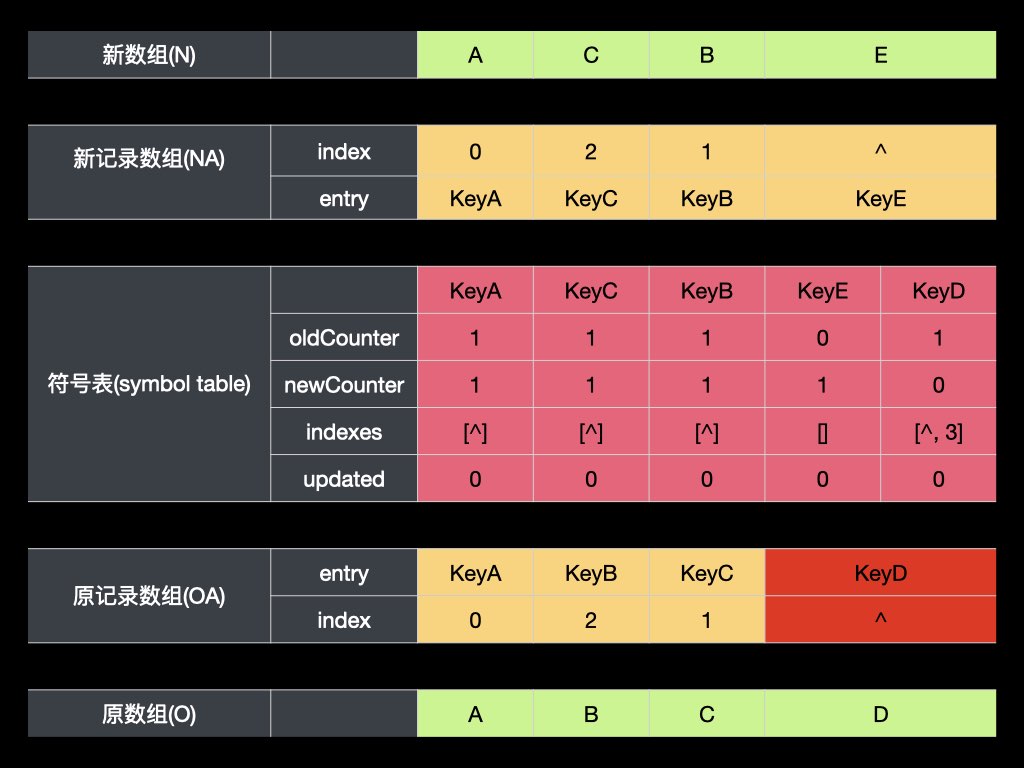 新数组(N) A C B E
新记录数组(NA) index 0 2 1 ^
entry KeyA KeyC KeyB KeyE
KeyA KeyC KeyB KeyE KeyD
oldCounter 1 1 1 0 1
符号表(symbol table) newCounter 1 1 1 1 0
indexes [^] [^] [^] [] [^, 3]
updated 0 0 0 0 0
原记录数组(OA) entry KeyA KeyB KeyC KeyD
index 0 2 1 ^
原数组(O) A B C D